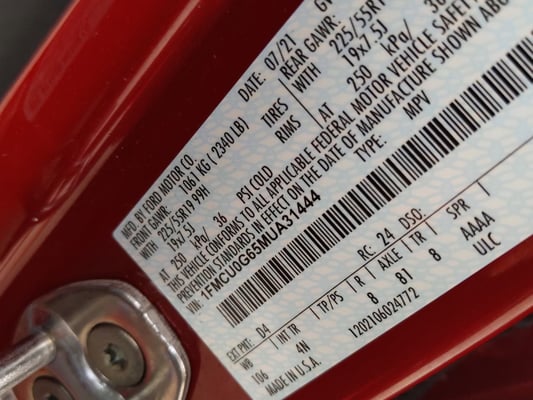 MFD. BY FORD MOTOR CO.
DATE: 07/21
FRONT GAWR: 1061 KG ( 2340 LB)
REAR GAWR:
225/55R19 99H TIRES WITH 225/55R1
19x7.5J RIMS 19x7.5J
AT 250 kPa/ 36 PSI COLD AT 250 kPa/ 36
THIS VEHICLE CONFORMS TO ALL APPLICABLE FEDERAL MOTOR VEHICLE SAFETY
PREVENTION STANDARDS IN EFFECT ON THE DATE OF MANUFACTURE SHOWN ABO
VIN: 1FMCU0G65MUA31444
TYPE: MPV
EXT PNT: D4 RC: 24 DSO:
WB INT TR TP/PS R AXLE TR SPR
106 4N 8 81 8 AAAA
MADE IN U.S.A. 1202106024772 ULC